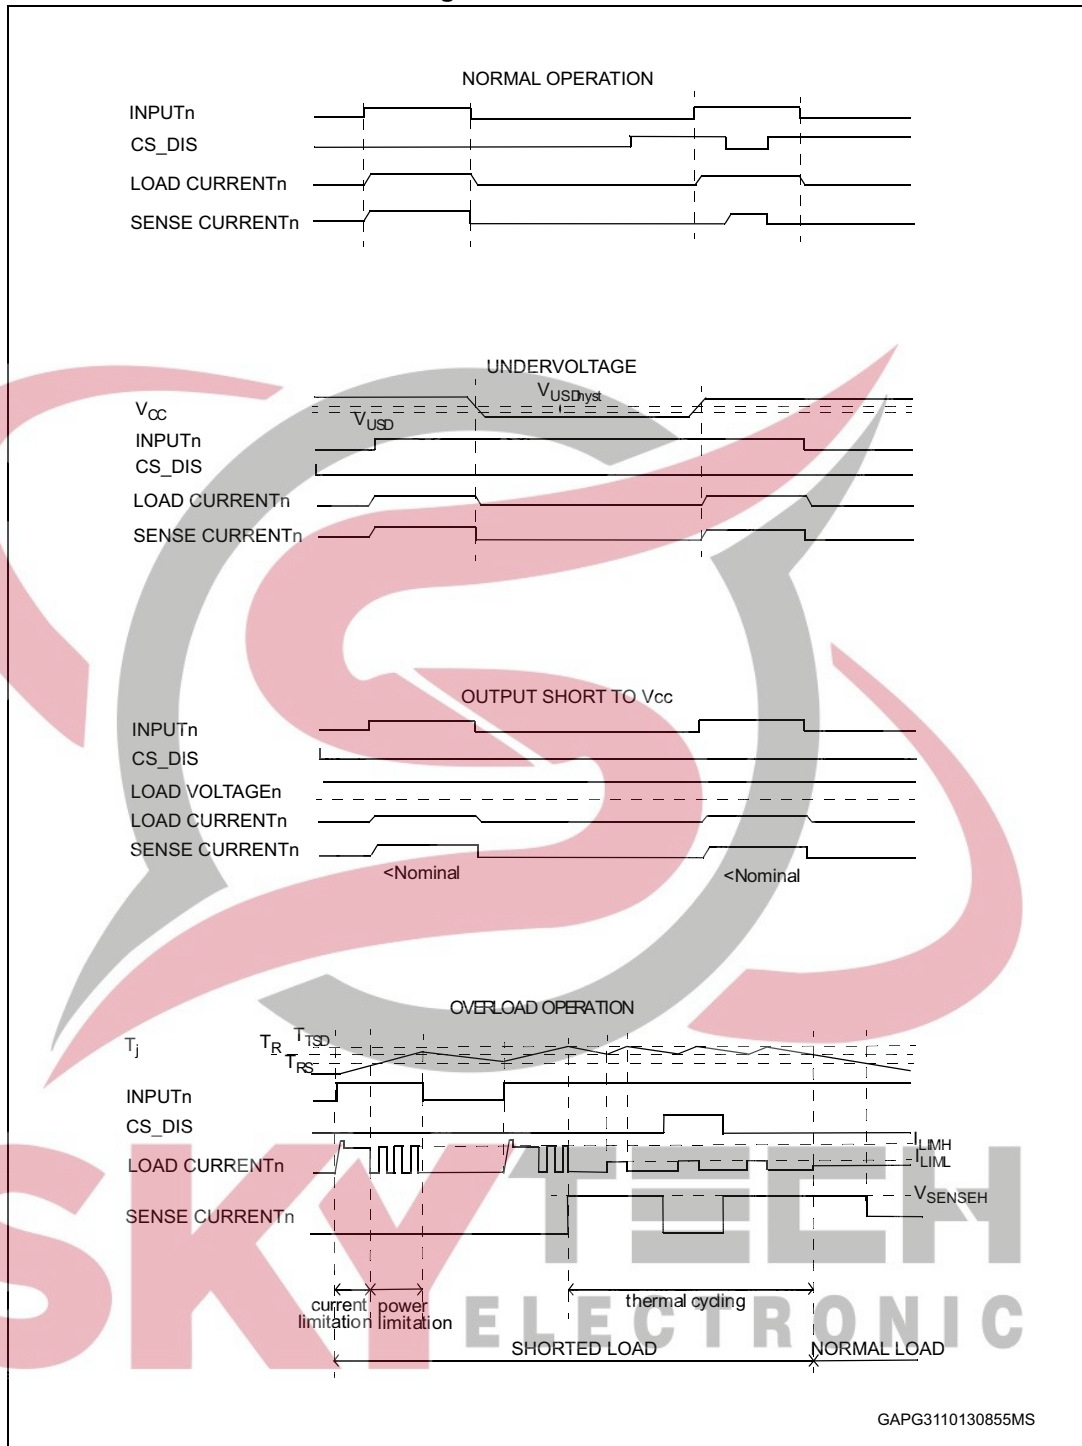 NORMAL OPERATION
INPUTn
CS_DIS
LOAD CURRENTn
SENSE CURRENTn
UNDERVOLTAGE
VUSDhyst
VCC
VUSD
INPUTn
CS_DIS
LOAD CURRENTn
SENSE CURRENTn
OUTPUT SHORT TO Vcc
INPUTn
CS_DIS
LOAD VOLTAGEn
LOAD CURRENTn
SENSE CURRENTn
<Nominal <Nominal
OVERLOAD OPERATION
Tj TR TTSD
TRS
INPUTn
CS_DIS
ILIMH
LOAD CURRENTn ILIML
VSENSEH
SENSE CURRENTn
current power thermal cycling
limitation limitation
SHORTED LOAD NORMAL LOAD
SKYTECH
ELECTRONIC
GAPG3110130855MS